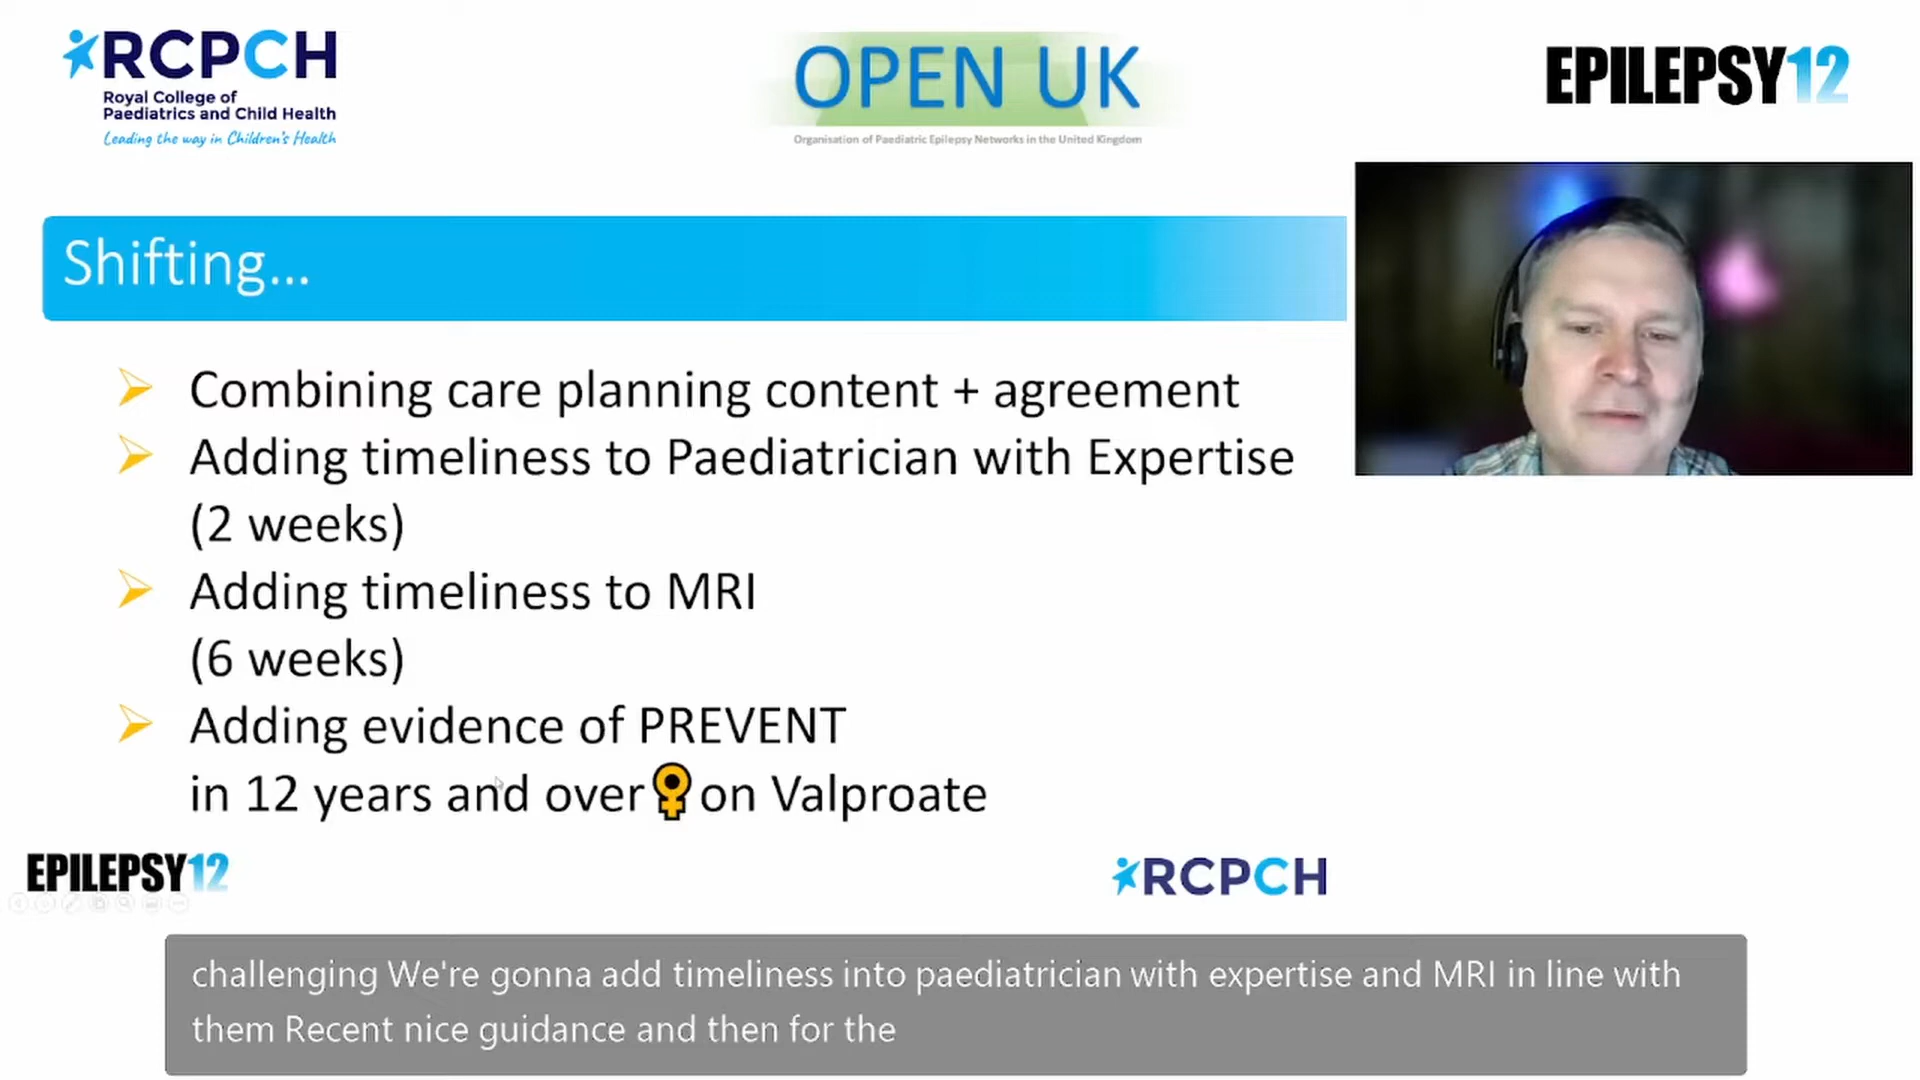 RCPCH
Royal College of
Paediatrics and Child Health
Leading the way in Children's Health
OPEN UK
Organisation of Paediatric Epilepsy Networks in the United Kingdom
EPILEPSY12
Shifting...
Combining care planning content + agreement
Adding timeliness to Paediatrician with Expertise
(2 weeks)
Adding timeliness to MRI
(6 weeks)
Adding evidence of PREVENT
in 12 years and over on Valproate
EPILEPSY12
RCPCH
challenging We're gonna add timeliness into paediatrician with expertise and MRI in line with
them Recent nice guidance and then for the